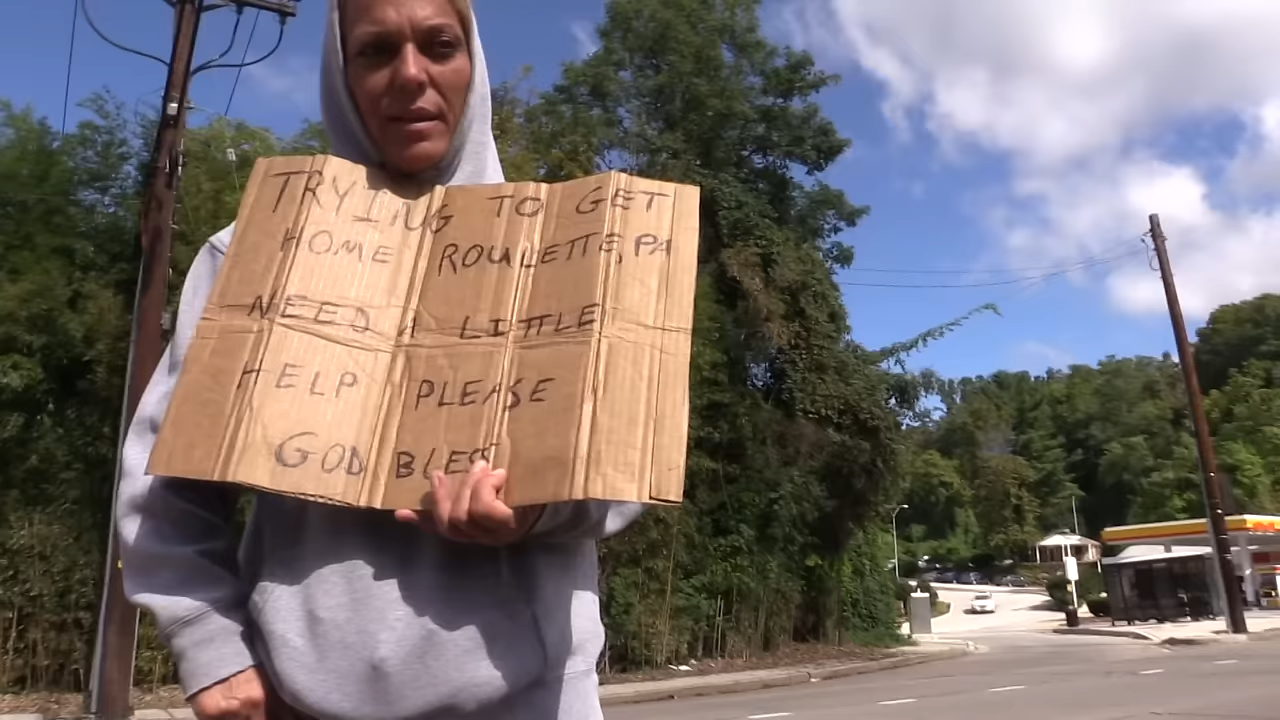 TRYING TO GET
HOME ROULETTE, PA
NEED A LITTLE
HELP PLEASE
GOD BLESS